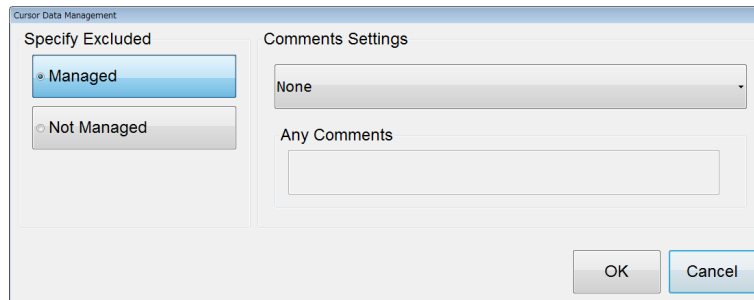 Cursor Data Management
Specify Excluded
Managed
Not Managed
Comments Settings
None
Any Comments
OK
Cancel